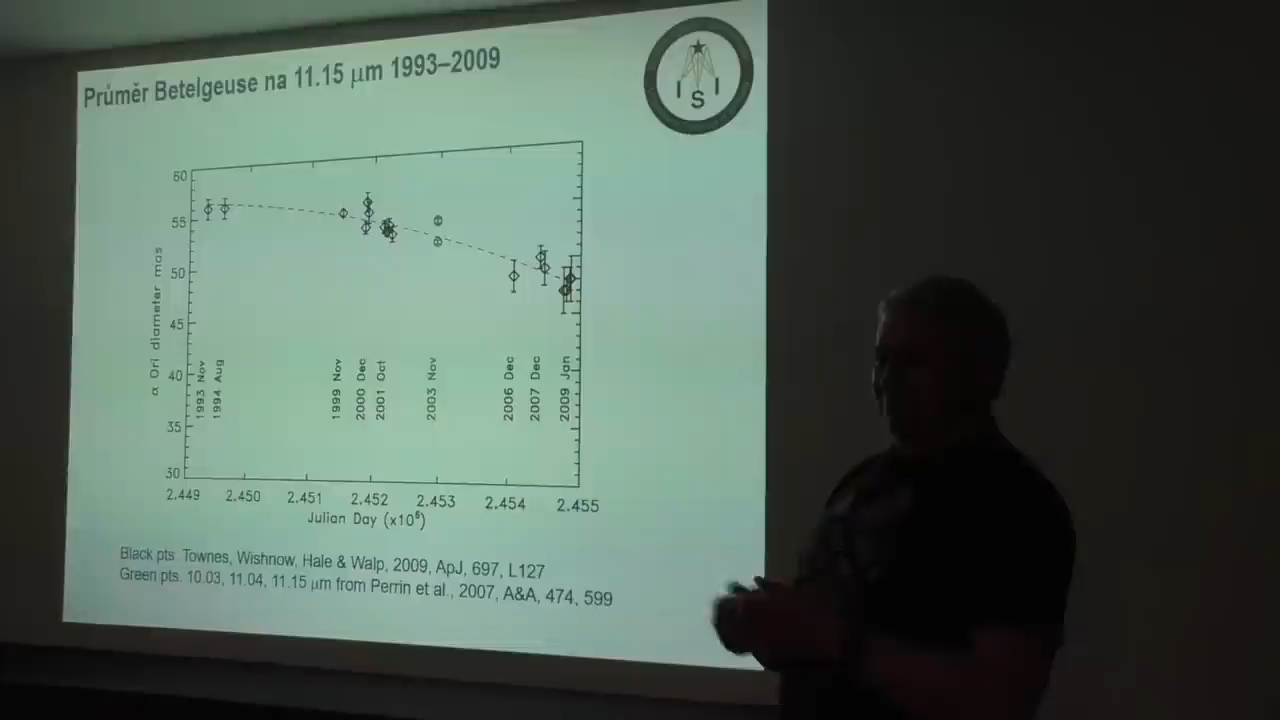 Průměr Betelgeuse na 11.15 µm 1993–2009
I S I
60
55
50
45
40
35
30
α Ori diameter mas
1993 Nov
1994 Aug
1999 Nov
2000 Dec
2001 Oct
2003 Nov
2006 Dec
2007 Dec
2009 Jan
2.449 2.450 2.451 2.452 2.453 2.454 2.455
Julian Day (x10⁶)
Black pts. Townes, Wishnow, Hale & Walp, 2009, ApJ, 697, L127
Green pts. 10.03, 11.04, 11.15 µm from Perrin et al., 2007, A&A, 474, 599